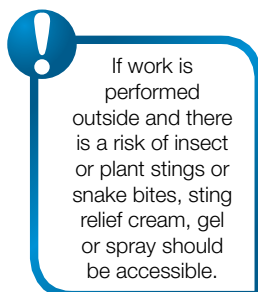 If work is
performed
outside and there
is a risk of insect
or plant stings or
snake bites, sting
relief cream, gel
or spray should
be accessible.